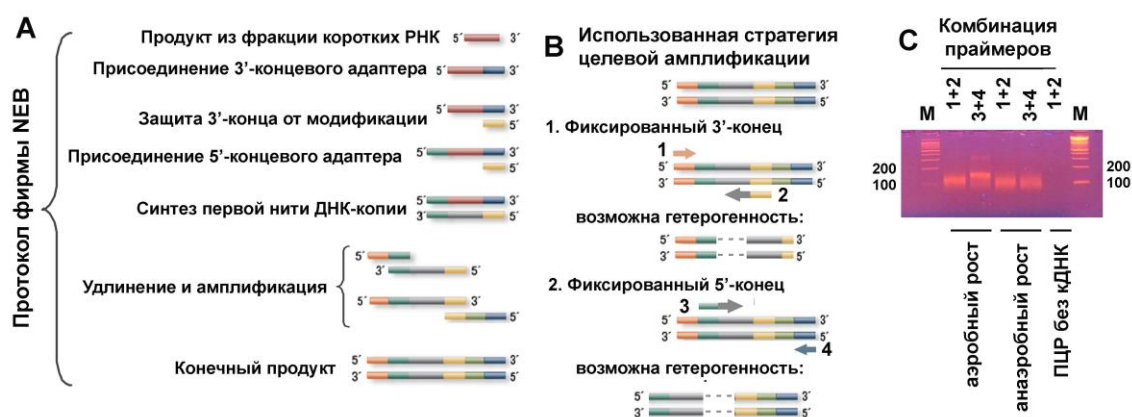 A
Протокол фирмы NEB
Продукт из фракции коротких РНК
5´ 3´
Присоединение 3’-концевого адаптера
5´ 3´
Защита 3’-конца от модификации
5´ 3´
5´
Присоединение 5’-концевого адаптера
5´ 3´
5´
Синтез первой нити ДНК-копии
5´ 3´
3´ 5´
Удлинение и амплификация
5´
3´ 5´
5´ 3´
5´
Конечный продукт
5´ 3´
3´ 5´
B
Использованная стратегия
целевой амплификации
5´ 3´
3´ 5´
1. Фиксированный 3’-конец
1
5´ 3´
3´ 5´
2
возможна гетерогенность:
5´ 3´
3´ 5´
2. Фиксированный 5’-конец
3
5´ 3´
3´ 5´
4
возможна гетерогенность:
5´ 3´
3´ 5´
C
Комбинация
праймеров
M 1+2 3+4 1+2 3+4 1+2 M
200 200
100 100
аэробный рост
анаэробный рост
ПЦР без кДНК